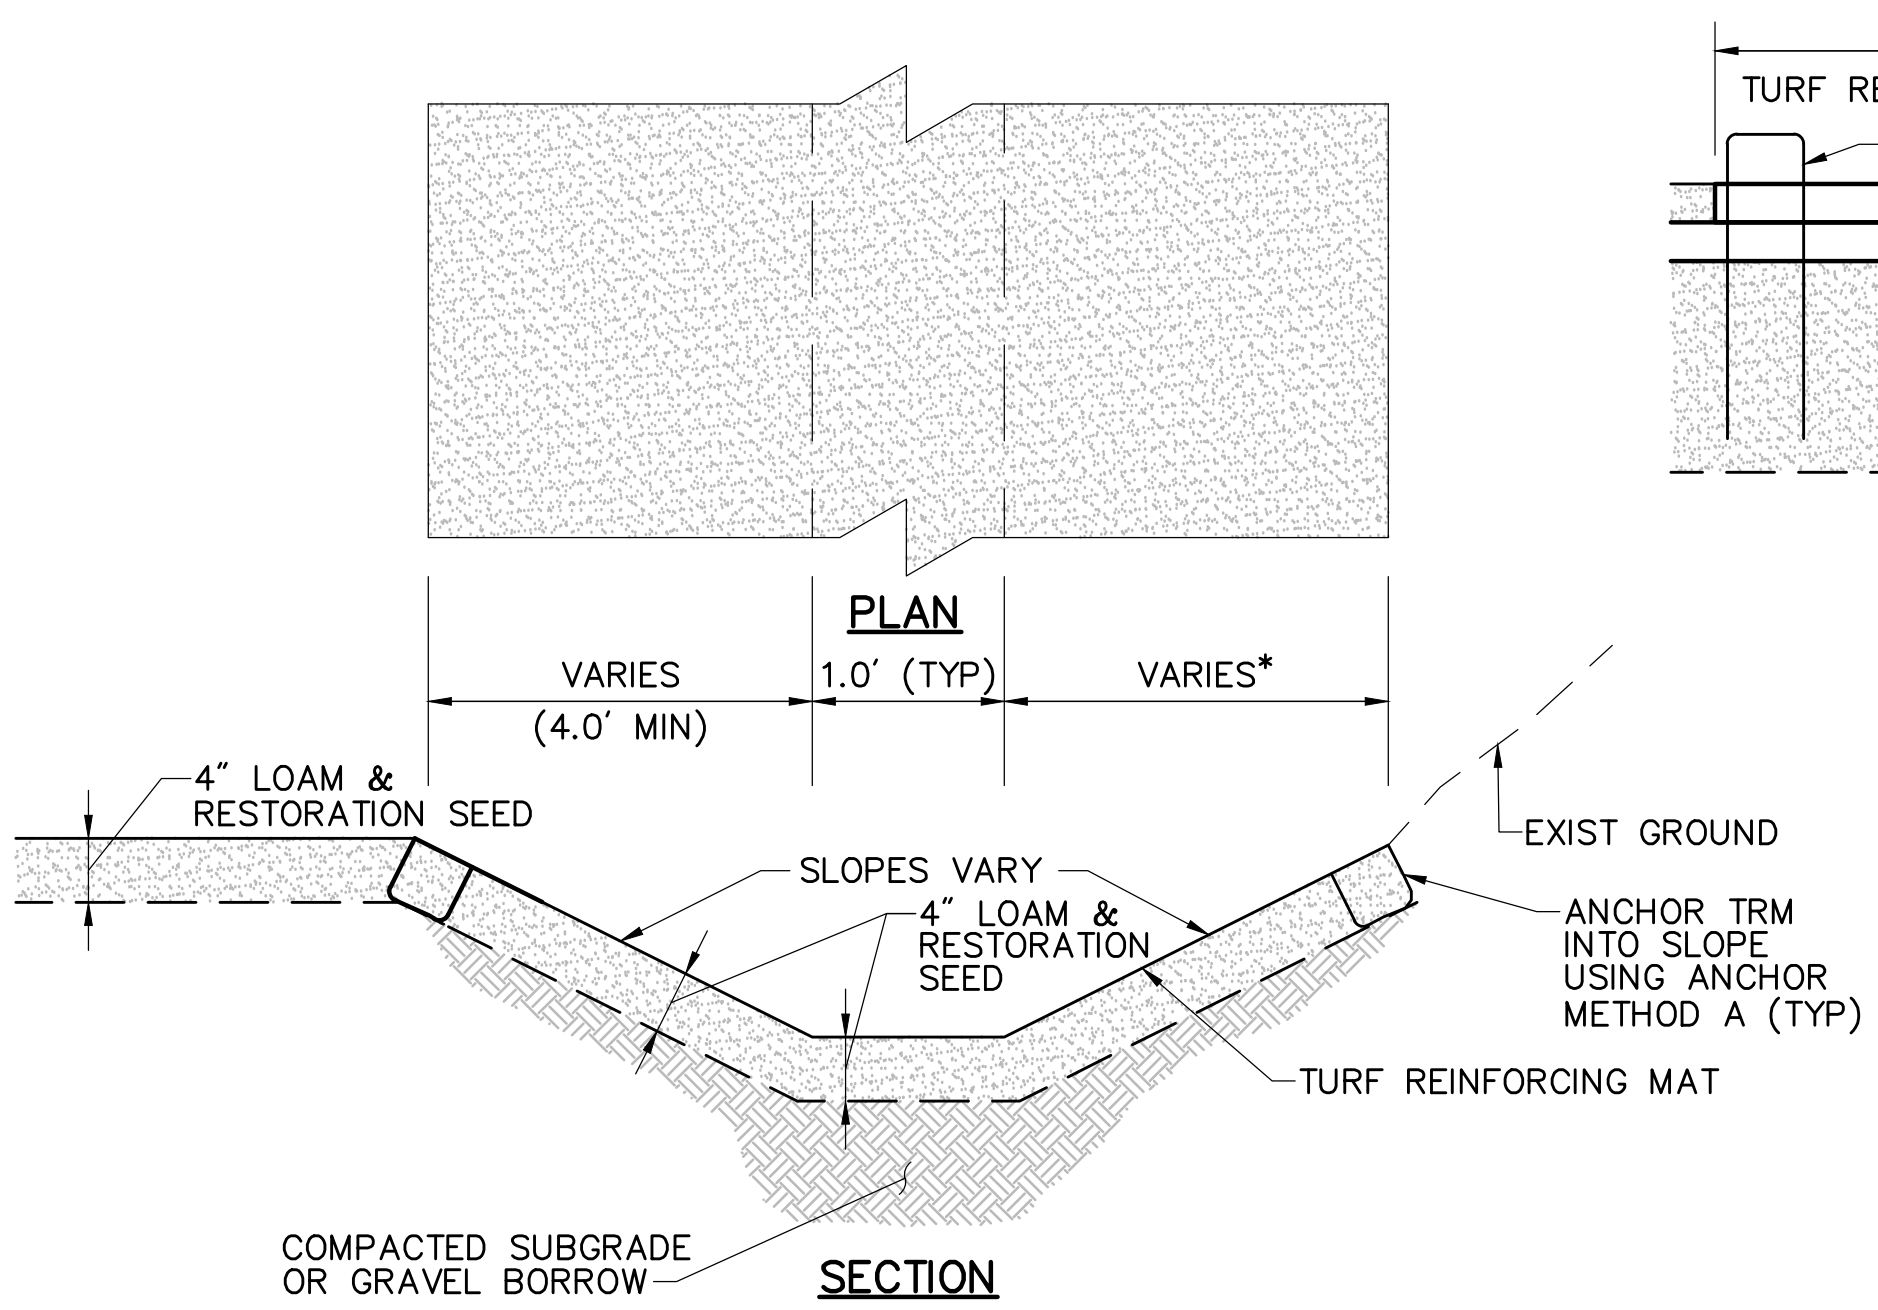 TURF
PLAN
VARIES
(4.0' MIN)
1.0' (TYP)
VARIES*
4" LOAM &
RESTORATION SEED
EXIST GROUND
SLOPES VARY
4" LOAM &
RESTORATION
SEED
ANCHOR TRM
INTO SLOPE
USING ANCHOR
METHOD A (TYP)
TURF REINFORCING MAT
COMPACTED SUBGRADE
OR GRAVEL BORROW
SECTION